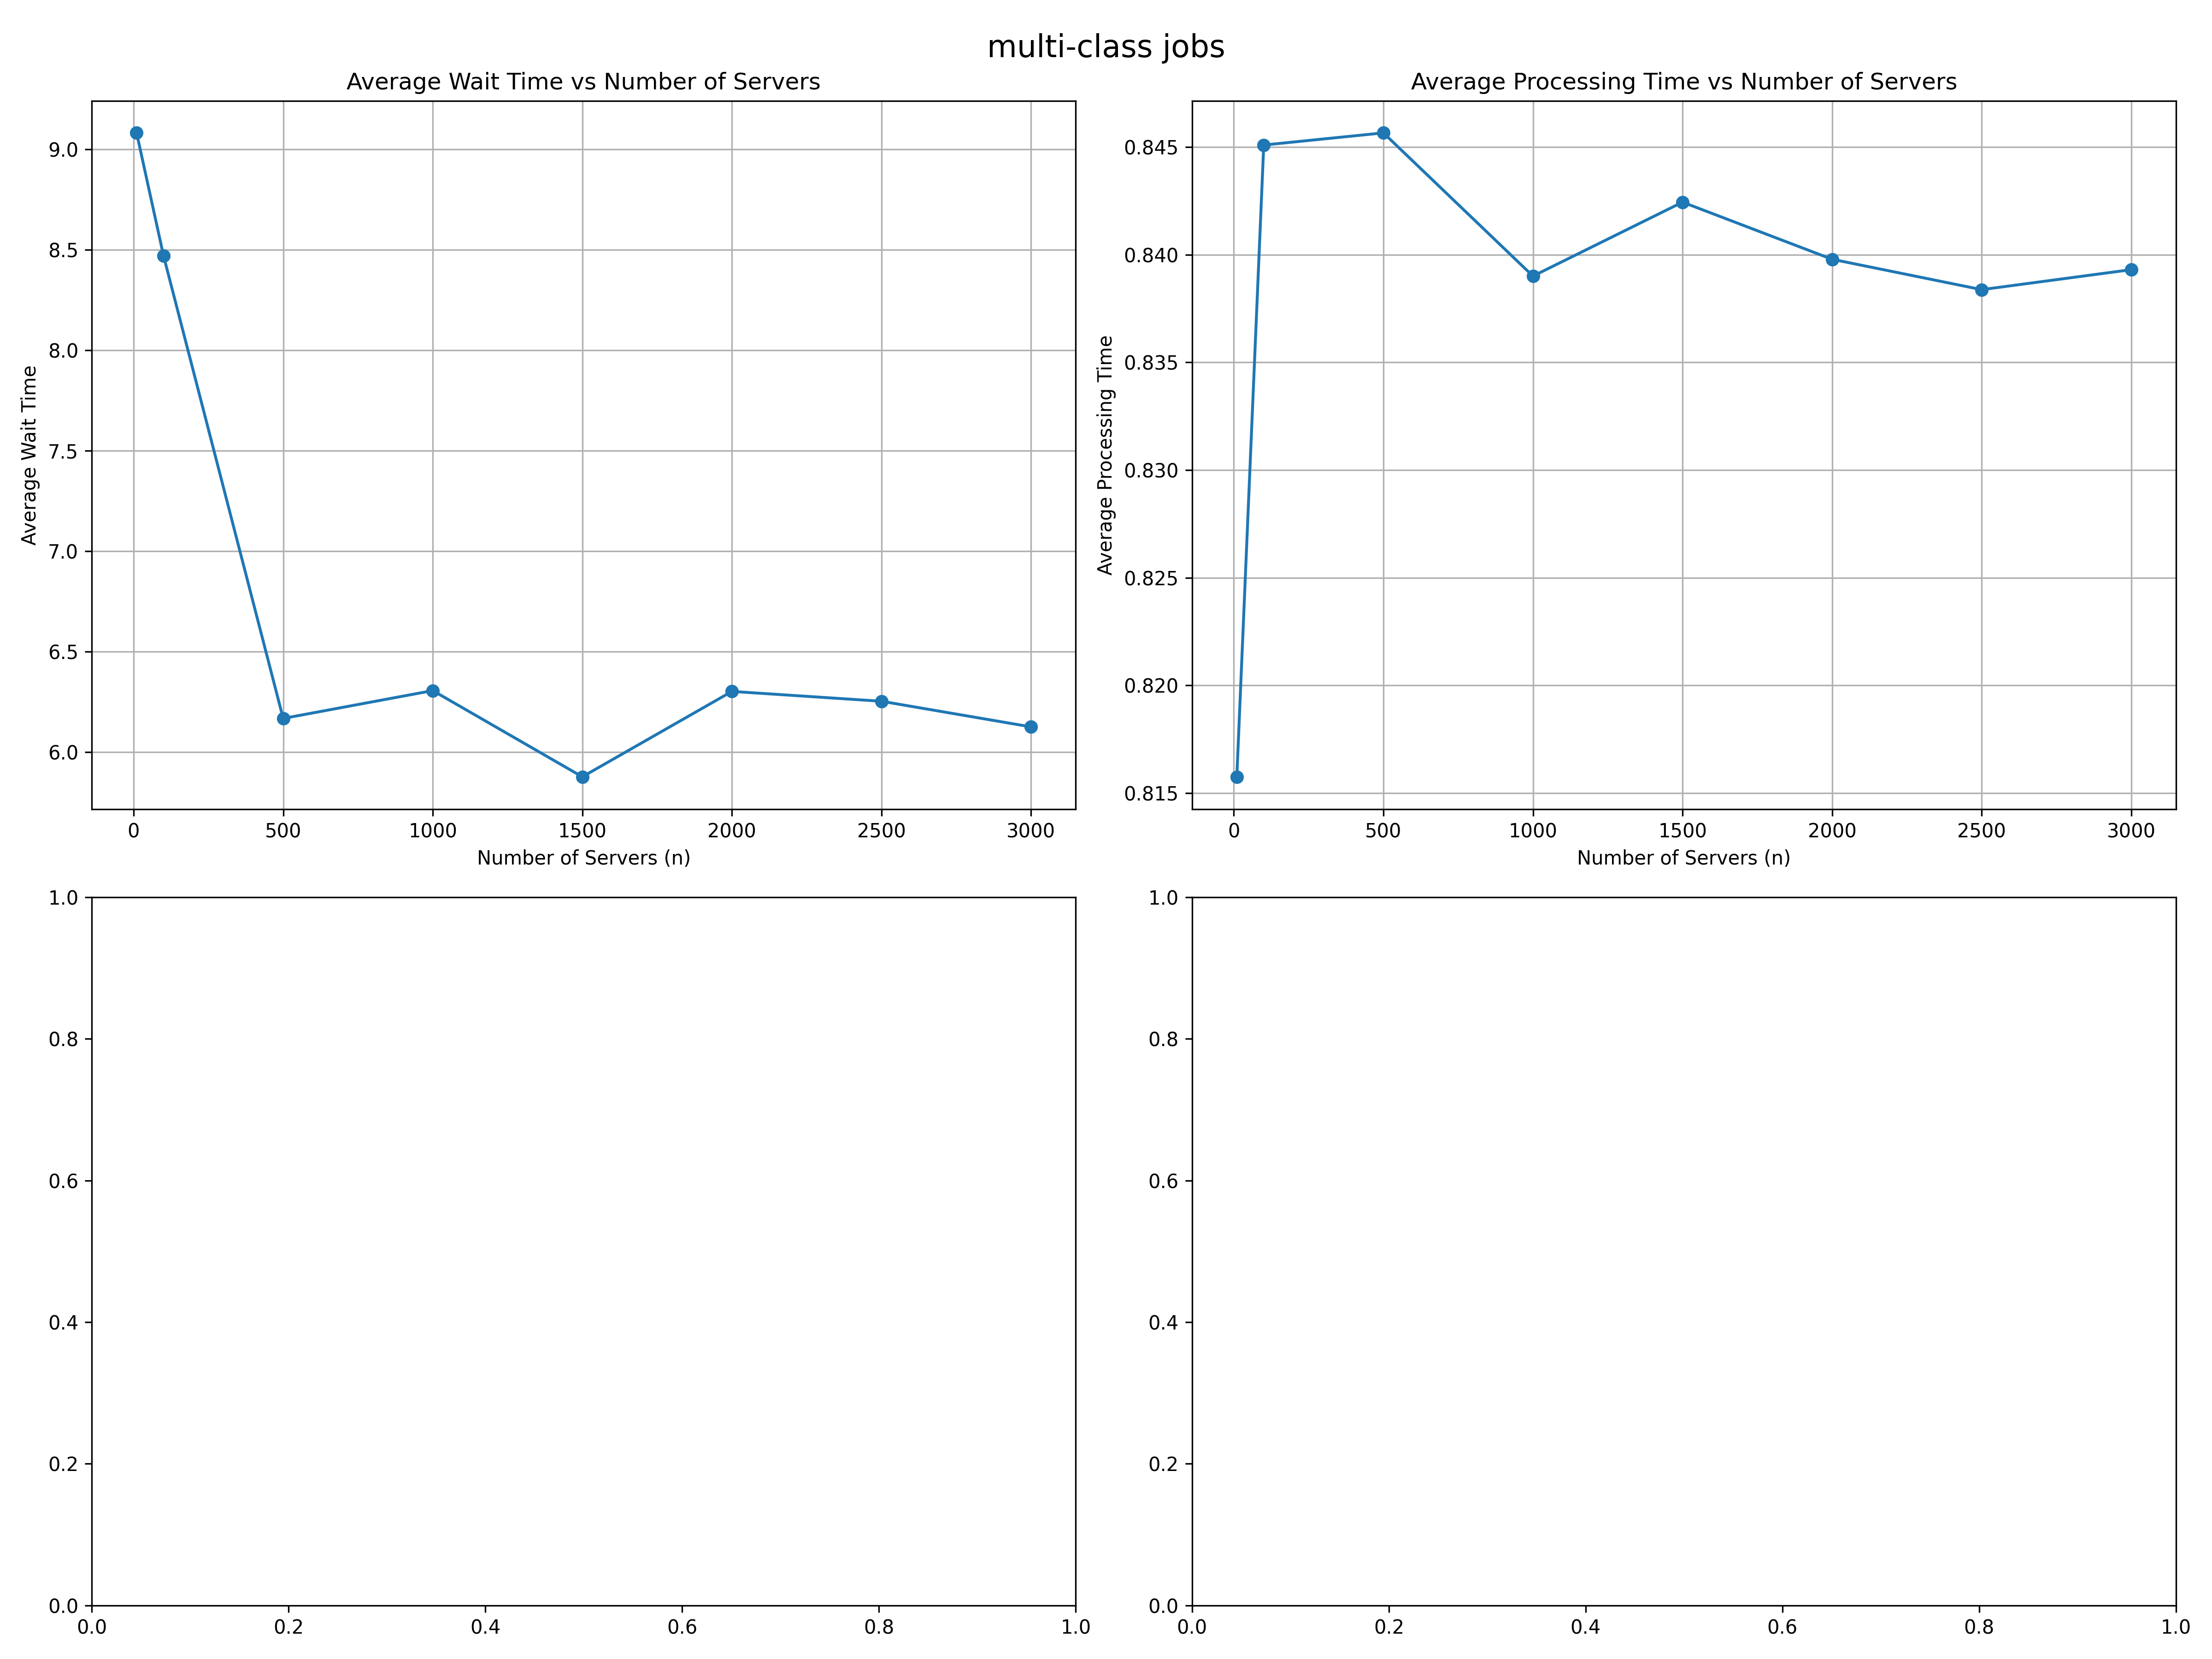 multi-class jobs
Average Wait Time vs Number of Servers
Average Wait Time
9.0
8.5
8.0
7.5
7.0
6.5
6.0
0 500 1000 1500 2000 2500 3000
Number of Servers (n)
Average Processing Time vs Number of Servers
Average Processing Time
0.845
0.840
0.835
0.830
0.825
0.820
0.815
0 500 1000 1500 2000 2500 3000
Number of Servers (n)
1.0
0.8
0.6
0.4
0.2
0.0
0.0 0.2 0.4 0.6 0.8 1.0
1.0
0.8
0.6
0.4
0.2
0.0
0.0 0.2 0.4 0.6 0.8 1.0